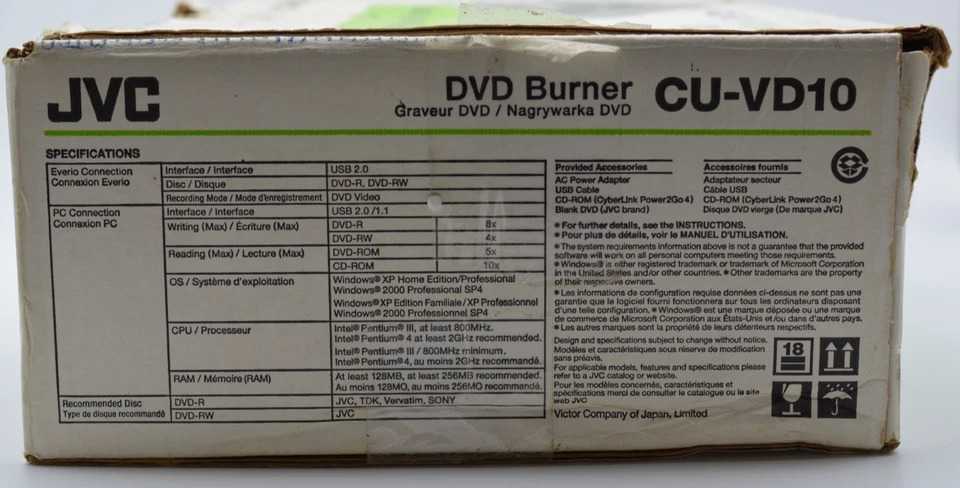 JVC
DVD Burner CU-VD10
Graveur DVD / Nagrywarka DVD
SPECIFICATIONS
Everio Connection
Connexion Everio
Interface / Interface USB 2.0
Disc / Disque DVD-R, DVD-RW
Recording Mode / Mode d'enregistrement DVD Video
PC Connection
Connexion PC
Interface / Interface USB 2.0 /1.1
Writing (Max) / Écriture (Max) DVD-R 8x
DVD-RW 4x
Reading (Max) / Lecture (Max) DVD-ROM 5x
CD-ROM 10x
OS / Système d'exploitation
Windows® XP Home Edition/Professional
Windows® 2000 Professional SP4
Windows® XP Edition Familiale / XP Professionnel
Windows® 2000 Professionnel SP4
CPU / Processeur
Intel® Pentium® III, at least 800MHz.
Intel® Pentium® 4 at least 2GHz recommended.
Intel® Pentium® III / 800MHz minimum.
Intel® Pentium® 4, au moins 2GHz recommandé.
RAM / Mémoire (RAM)
At least 128MB, at least 256MB recommended.
Au moins 128MO, au moins 256MO recommandé.
Recommended Disc
Type de disque recommandé
DVD-R JVC, TDK, Vervatim, SONY
DVD-RW JVC
Provided Accessories
AC Power Adapter
USB Cable
CD-ROM (CyberLink Power2Go 4)
Blank DVD (JVC brand)
Accessoires fournis
Adaptateur secteur
Câble USB
CD-ROM (CyberLink Power2Go 4)
Disque DVD vierge (De marque JVC)
* For further details, see the INSTRUCTIONS.
* Pour plus de détails, voir le MANUEL D'UTILISATION.
* The system requirements information above is not a guarantee that the provided
software will work on all personal computers meeting those requirements.
* Windows® is either registered trademark or trademark of Microsoft Corporation
in the United States and/or other countries. * Other trademarks are the property
of their respective owners.
* Les informations de configuration requise données ci-dessus ne sont pas une
garantie que le logiciel fourni fonctionnera sur tous les ordinateurs disposant
d'une telle configuration. * Windows® est une marque déposée ou une marque
de commerce de Microsoft Corporation aux États-Unis et /ou dans d'autres pays.
* Les autres marques sont la propriété de leurs détenteurs respectifs.
Design and specifications subject to change without notice.
Modèles et caractéristiques sous réserve de modification
sans préavis.
For applicable models, features and specifications please
refer to a JVC catalog or website.
Pour les modèles concernés, caractéristiques et
spécifications merci de consulter le catalogue ou le site
web JVC
Victor Company of Japan, Limited
18